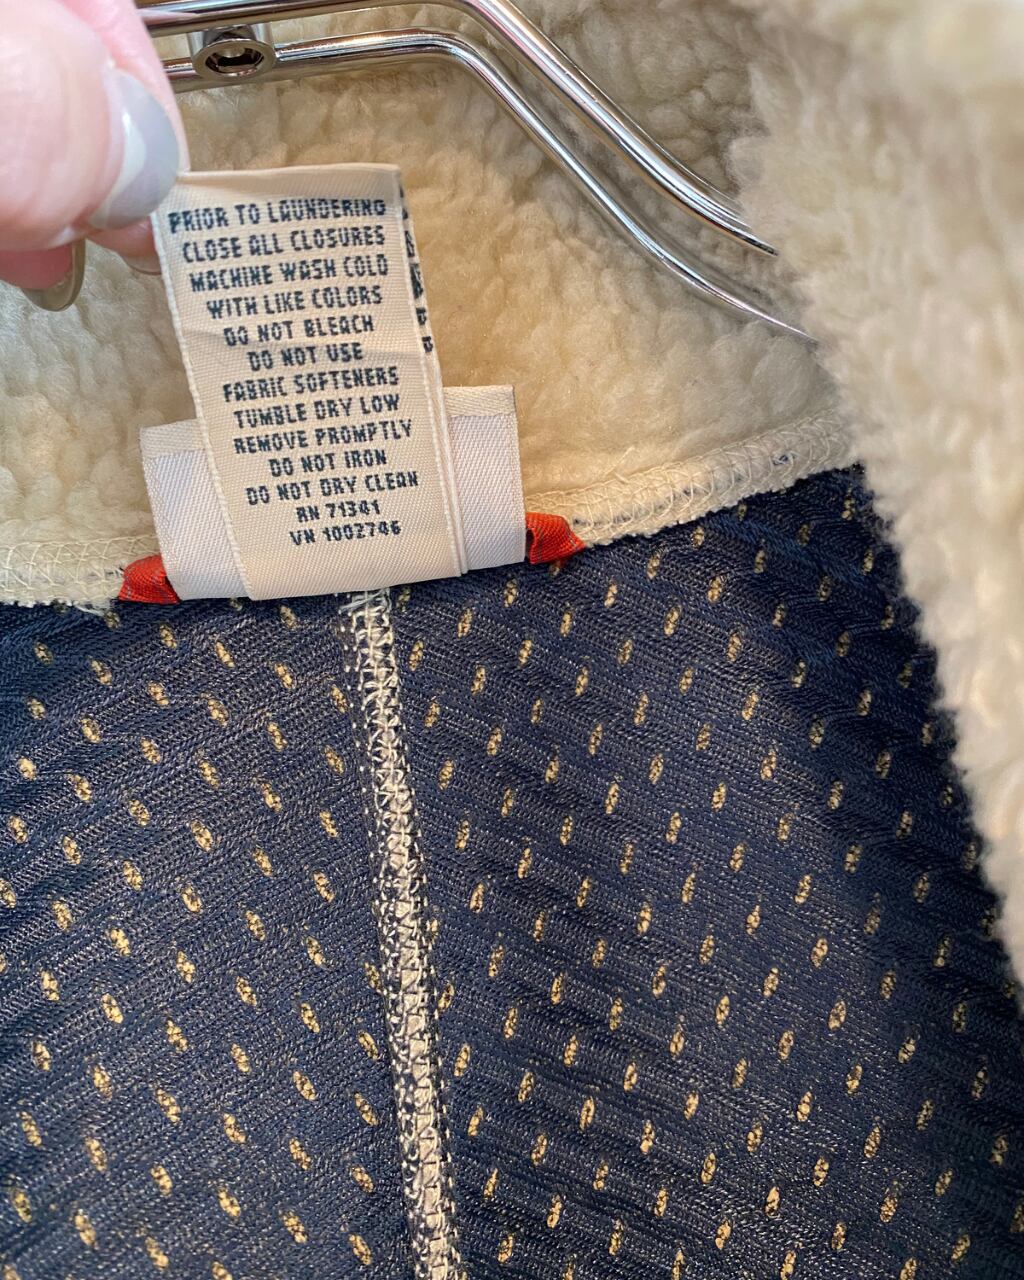 PRIOR TO LAUNDERING
CLOSE ALL CLOSURES
MACHINE WASH COLD
WITH LIKE COLORS
DO NOT BLEACH
DO NOT USE
FABRIC SOFTENERS
TUMBLE DRY LOW
REMOVE PROMPTLY
DO NOT IRON
DO NOT DRY CLEAN
RN 71341
VN 1002746